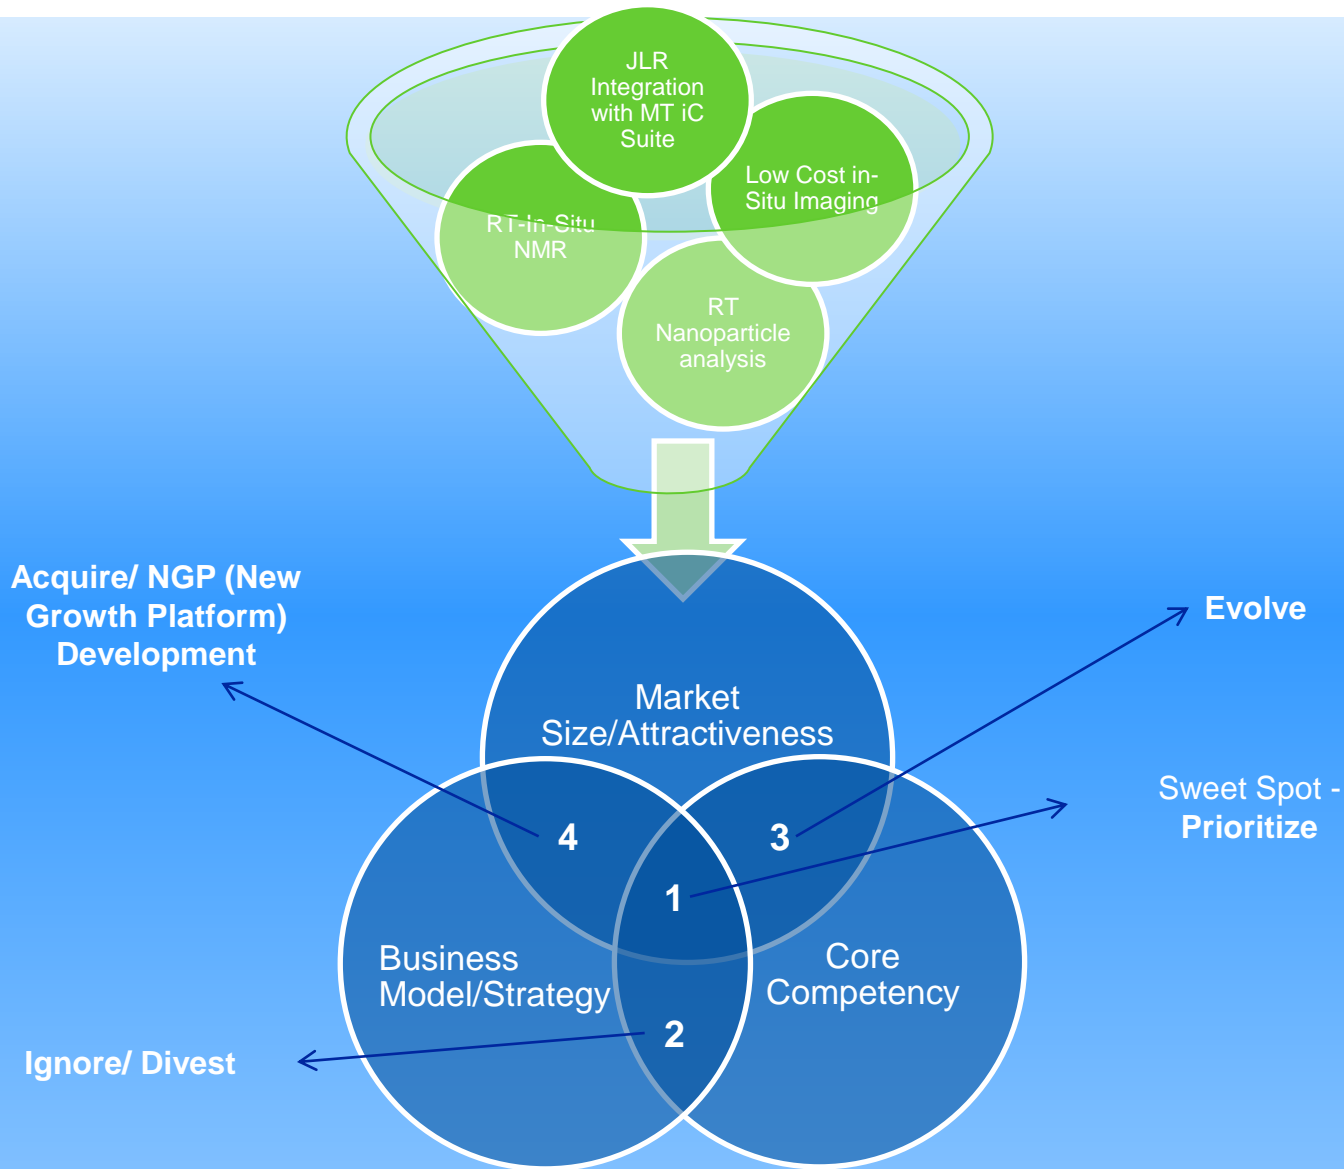 JLR
Integration
with MT iC
Suite
Low Cost in-
Situ Imaging
RT-In-Situ
NMR
RT
Nanoparticle
analysis
Acquire/ NGP (New
Growth Platform)
Development
Evolve
Market
Size/Attractiveness
Sweet Spot -
Prioritize
4
3
1
Business
Model/Strategy
Core
Competency
2
Ignore/ Divest